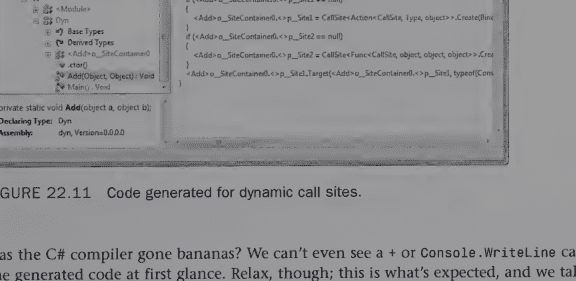 <Module>
Dyn
Base Types
Derived Types
<Add>o__SiteContainer0
.ctor()
Add(Object, Object) : Void
Main() : Void
<Add>o__SiteContainer0.<>p__Site1 = CallSite<Action<CallSite, Type, object>>.Create(Bin
}
if (<Add>o__SiteContainer0.<>p__Site2 == null)
{
<Add>o__SiteContainer0.<>p__Site2 = CallSite<Func<CallSite, object, object, object>>.Crea
}
<Add>o__SiteContainer0.<>p__Site1.Target(<Add>o__SiteContainer0.<>p__Site1, typeof(Cons
}
private static void Add(object a, object b);
Declaring Type: Dyn
Assembly: dyn, Version=0.0.0.0
GURE 22.11 Code generated for dynamic call sites.
as the C# compiler gone bananas? We can't even see a + or Console.WriteLine ca
e generated code at first glance. Relax, though; this is what's expected, and we tal